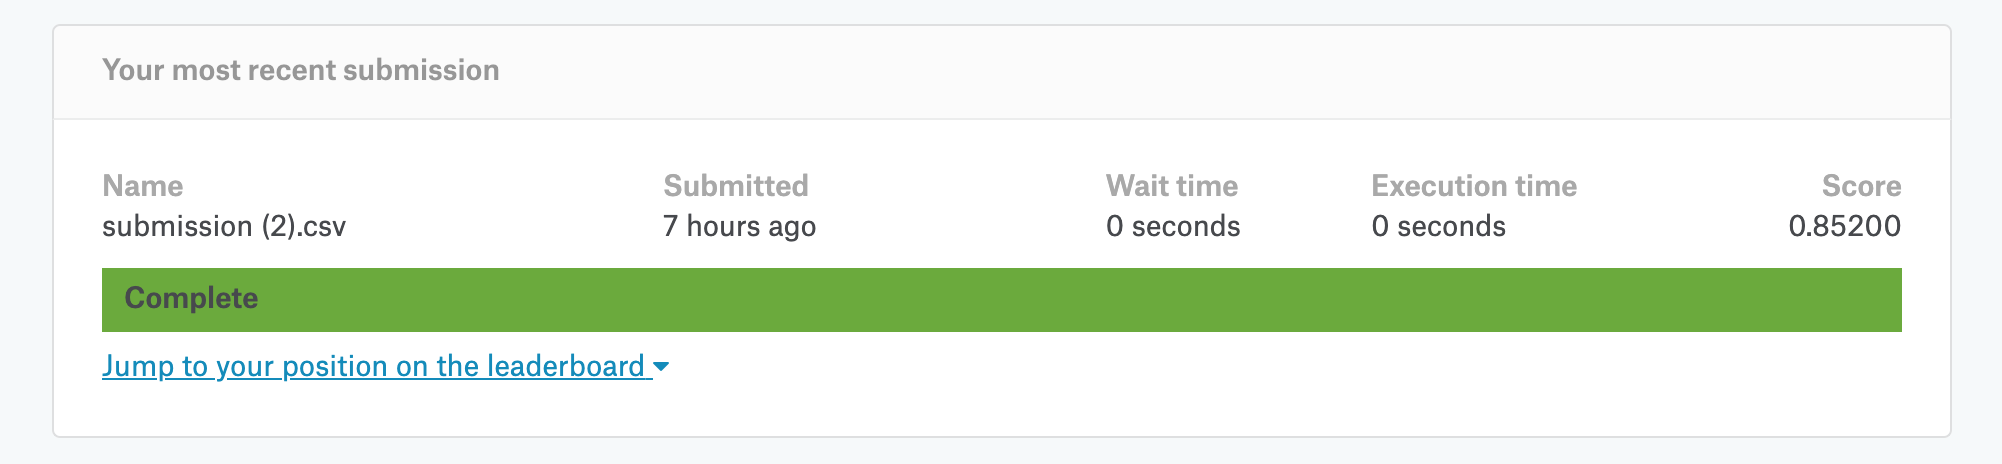 Your most recent submission
Name Submitted Wait time Execution time Score
submission (2).csv 7 hours ago 0 seconds 0 seconds 0.85200
Complete
Jump to your position on the leaderboard